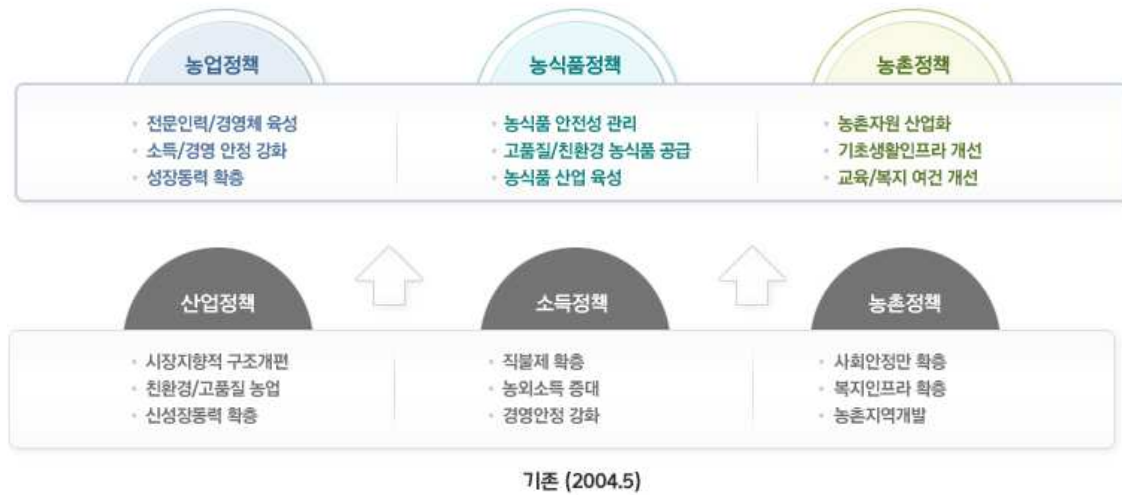 농업정책
농식품정책
농촌정책
· 전문인력/경영체 육성
· 소득/경영 안정 강화
· 성장동력 확충
· 농식품 안전성 관리
· 고품질/친환경 농식품 공급
· 농식품 산업 육성
· 농촌자원 산업화
· 기초생활인프라 개선
· 교육/복지 여건 개선
산업정책
소득정책
농촌정책
· 시장지향적 구조개편
· 친환경/고품질 농업
· 신성장동력 확충
· 직불제 확충
· 농외소득 증대
· 경영안정 강화
· 사회안정만 확충
· 복지인프라 확충
· 농촌지역개발
기존 (2004.5)